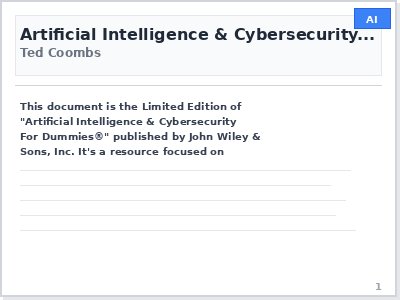 AI
Artificial Intelligence & Cybersecurity...
Ted Coombs
This document is the Limited Edition of
"Artificial Intelligence & Cybersecurity
For Dummies®" published by John Wiley &
Sons, Inc. It's a resource focused on
1